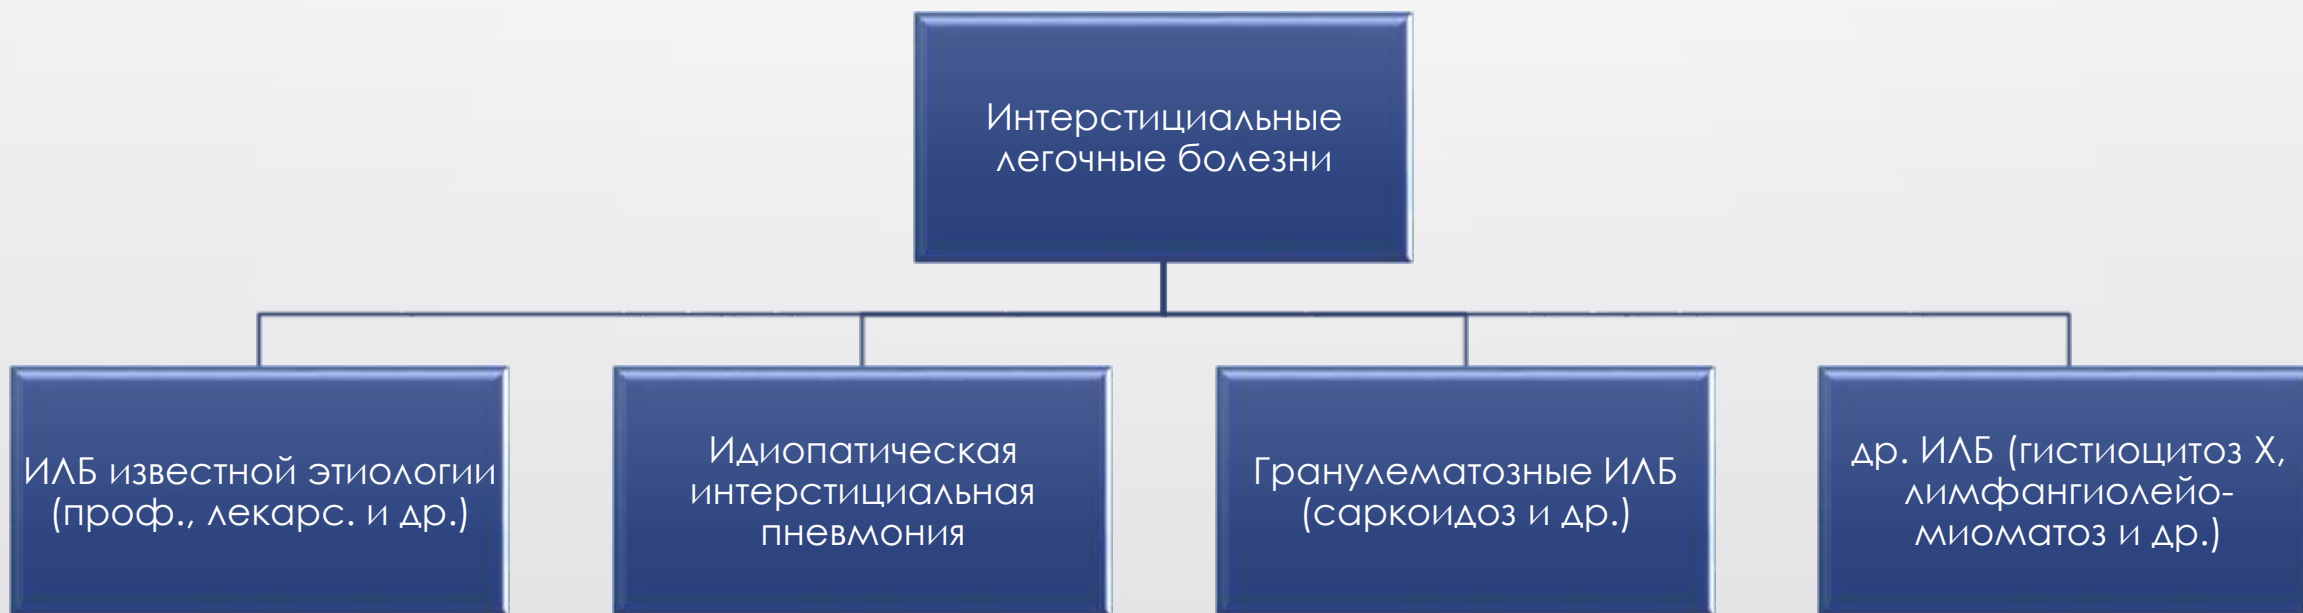 Интерстициальные
легочные болезни
ИЛБ известной этиологии
(проф., лекарс. и др.)
Идиопатическая
интерстициальная
пневмония
Гранулематозные ИЛБ
(саркоидоз и др.)
др. ИЛБ (гистиоцитоз X,
лимфангиолейо-
миоматоз и др.)